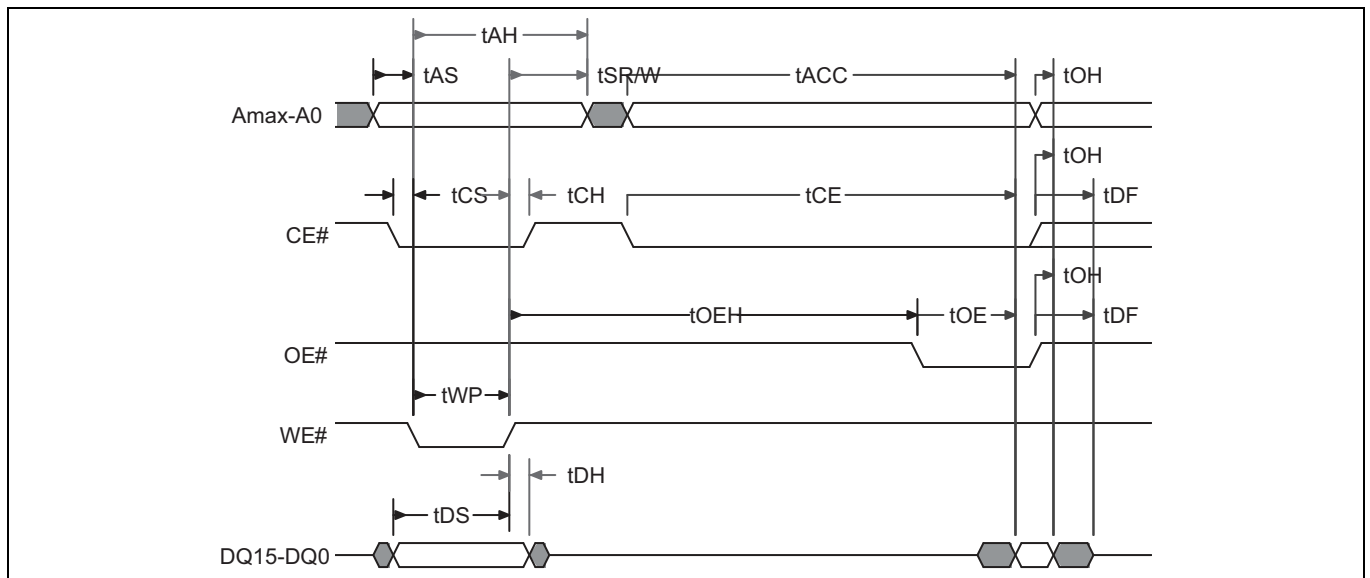 tAH
tAS
tSR/W
tACC
tOH
Amax-A0
tOH
tCS
tCH
tCE
tDF
CE#
tOH
tOEH
tOE
tDF
OE#
tWP
WE#
tDH
tDS
DQ15-DQ0